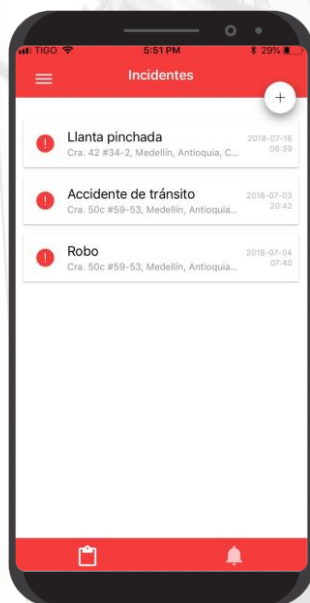 TIGO 5:51 PM 29%
Incidentes
+
Llanta pinchada 2018-07-16
Cra. 42 #34-2, Medellín, Antioquia, C... 06:39
Accidente de tránsito 2018-07-03
Cra. 50c #59-53, Medellín, Antioquia... 20:42
Robo 2018-07-04
Cra. 50c #59-53, Medellín, Antioquia... 07:40